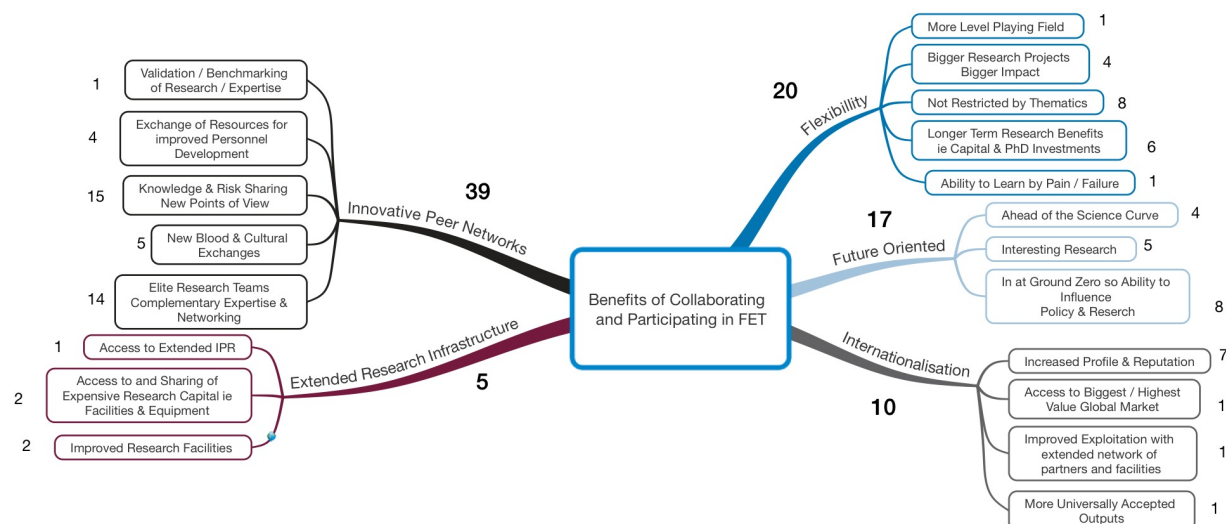 Benefits of Collaborating
and Participating in FET
39
Innovative Peer Networks
1
Validation / Benchmarking
of Research / Expertise
4
Exchange of Resources for
improved Personnel
Development
15
Knowledge & Risk Sharing
New Points of View
5
New Blood & Cultural
Exchanges
14
Elite Research Teams
Complementary Expertise &
Networking
Extended Research Infrastructure
5
1
Access to Extended IPR
2
Access to and Sharing of
Expensive Research Capital ie
Facilities & Equipment
2
Improved Research Facilities
20
Flexibillity
More Level Playing Field
1
Bigger Research Projects
Bigger Impact
4
Not Restricted by Thematics
8
Longer Term Research Benefits
ie Capital & PhD Investments
6
Ability to Learn by Pain / Failure
1
17
Future Oriented
Ahead of the Science Curve
4
Interesting Research
5
In at Ground Zero so Ability to
Influence
Policy & Reserch
8
Internationalisation
10
Increased Profile & Reputation
7
Access to Biggest / Highest
Value Global Market
1
Improved Exploitation with
extended network of
partners and facilities
1
More Universally Accepted
Outputs
1